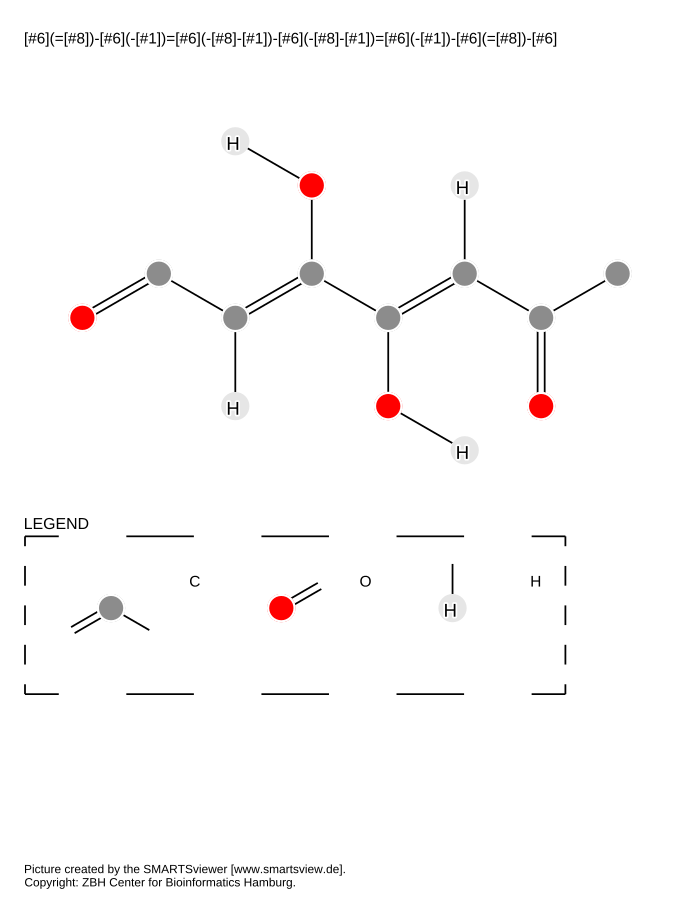 [#6](=[#8])-[#6](-[#1])=[#6](-[#8]-[#1])-[#6](-[#8]-[#1])=[#6](-[#1])-[#6](=[#8])-[#6]
H
H
H
H
LEGEND
C
O
H
H
Picture created by the SMARTSviewer [www.smartsview.de].
Copyright: ZBH Center for Bioinformatics Hamburg.